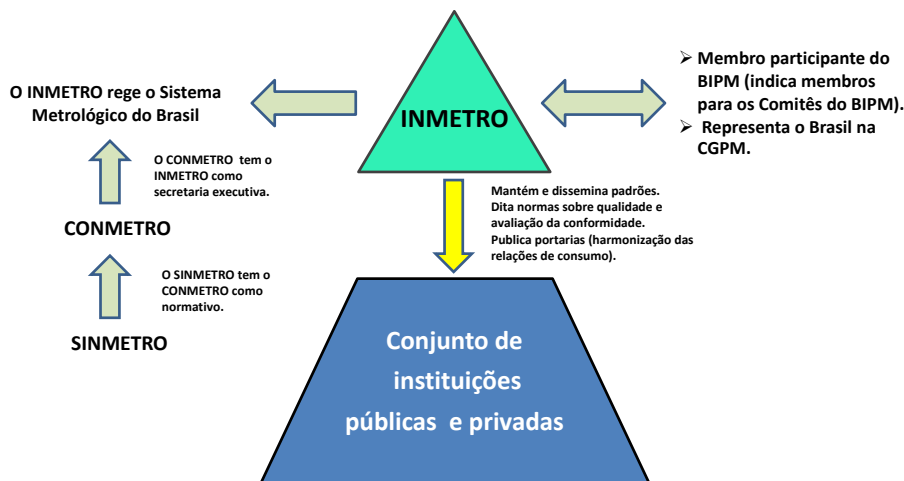 O INMETRO rege o Sistema
Metrológico do Brasil
O CONMETRO tem o
INMETRO como
secretaria executiva.
CONMETRO
O SINMETRO tem o
CONMETRO como
normativo.
SINMETRO
INMETRO
➢ Membro participante do
BIPM (indica membros
para os Comitês do BIPM).
➢ Representa o Brasil na
CGPM.
Mantém e dissemina padrões.
Dita normas sobre qualidade e
avaliação da conformidade.
Publica portarias (harmonização das
relações de consumo).
Conjunto de
instituições
públicas e privadas